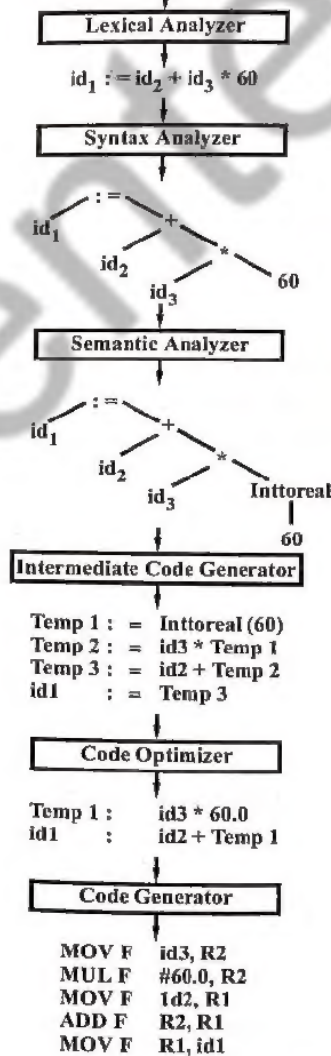 Lexical Analyzer
id1 := id2 + id3 * 60
Syntax Analyzer
:=
id1 +
id2 *
id3 60
Semantic Analyzer
:=
id1 +
id2 *
id3 Inttoreal
60
Intermediate Code Generator
Temp 1 : = Inttoreal (60)
Temp 2 : = id3 * Temp 1
Temp 3 : = id2 + Temp 2
id1 : = Temp 3
Code Optimizer
Temp 1 : id3 * 60.0
id1 : id2 + Temp 1
Code Generator
MOV F id3, R2
MUL F #60.0, R2
MOV F 1d2, R1
ADD F R2, R1
MOV F R1, id1